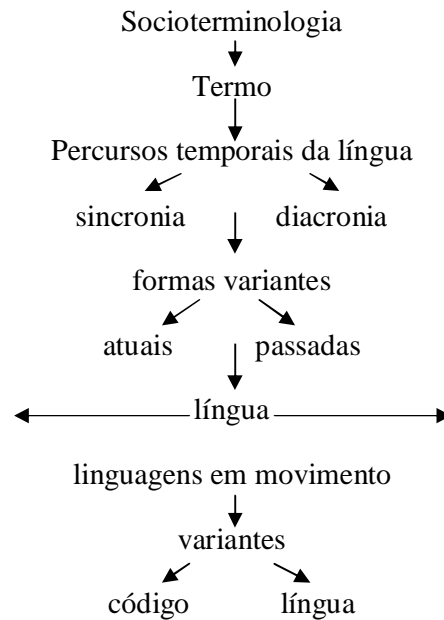 Socioterminologia
Termo
Percursos temporais da língua
sincronia diacronia
formas variantes
atuais passadas
língua
linguagens em movimento
variantes
código língua